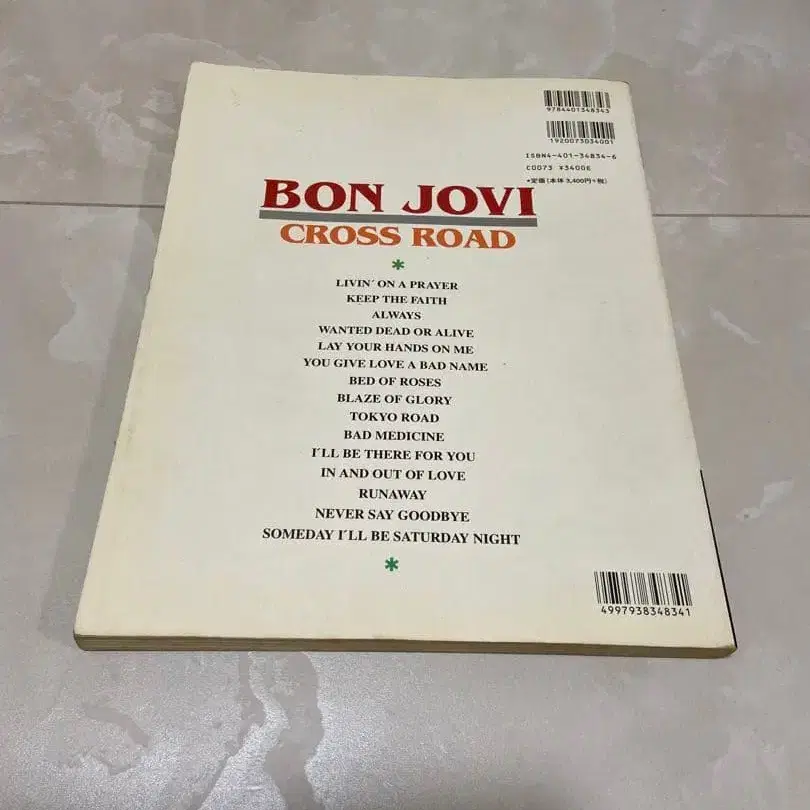 9784401348343
1920073034001
ISBN4-401-34834-6
C0073 ¥3400E
•定価(本体3,400円+税)
BON JOVI
CROSS ROAD
*
LIVIN´ ON A PRAYER
KEEP THE FAITH
ALWAYS
WANTED DEAD OR ALIVE
LAY YOUR HANDS ON ME
YOU GIVE LOVE A BAD NAME
BED OF ROSES
BLAZE OF GLORY
TOKYO ROAD
BAD MEDICINE
I´LL BE THERE FOR YOU
IN AND OUT OF LOVE
RUNAWAY
NEVER SAY GOODBYE
SOMEDAY I´LL BE SATURDAY NIGHT
*
4997938348341